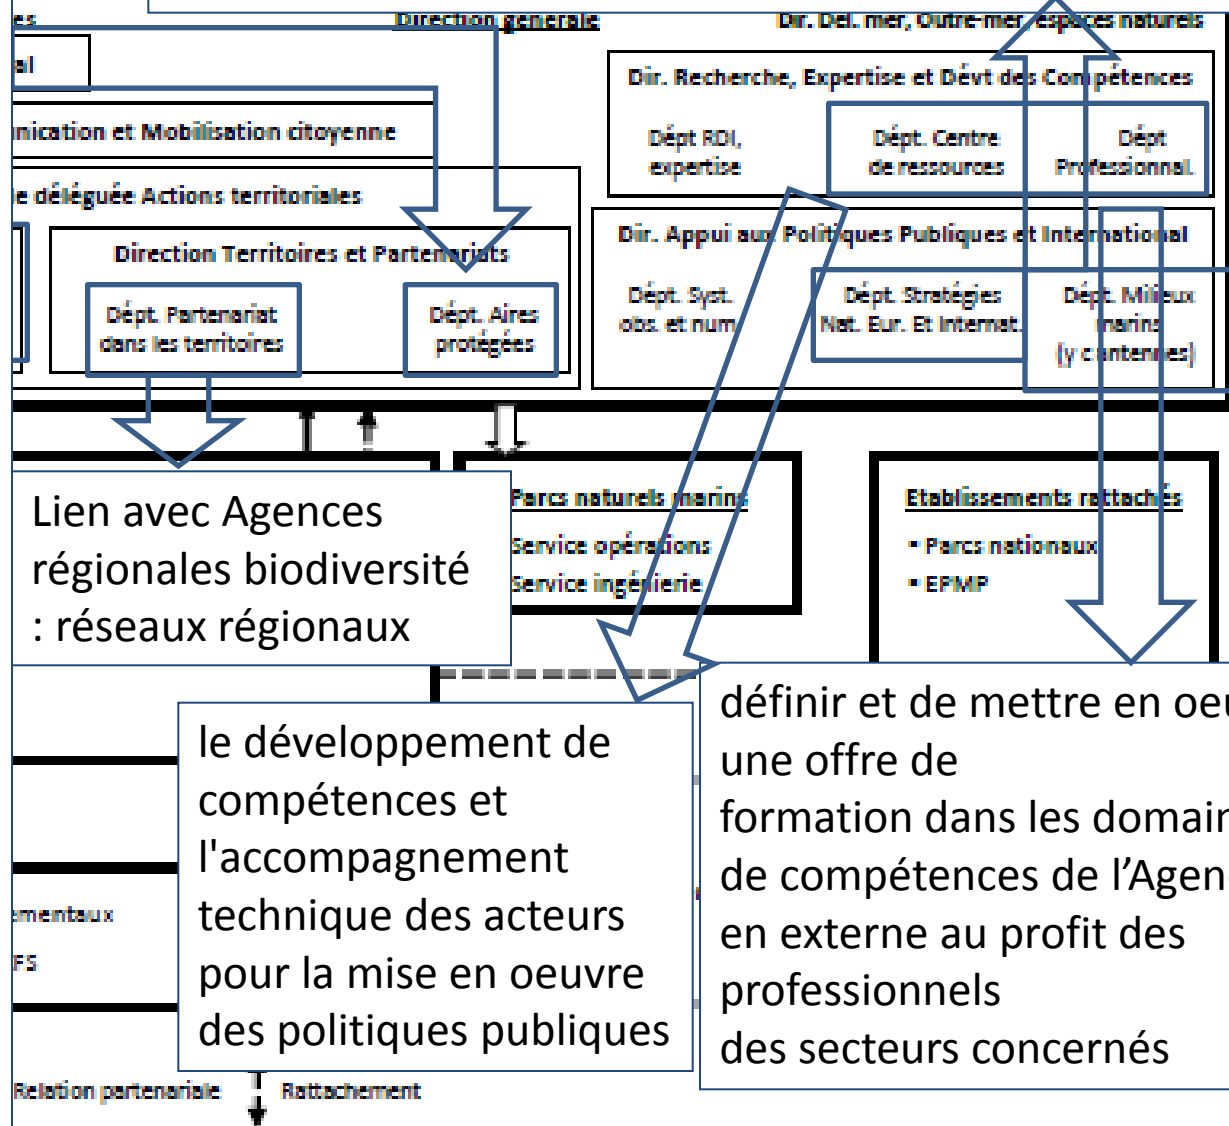 es
Direction générale
Dir. Dél. mer, Outre-mer, espaces naturels
al
nication et Mobilisation citoyenne
e déléguée Actions territoriales
Direction Territoires et Partenariats
Dépt. Partenariat
dans les territoires
Dépt. Aires
protégées
Dir. Recherche, Expertise et Dévt des Compétences
Dépt RDI,
expertise
Dépt. Centre
de ressources
Dépt
Professionnal.
Dir. Appui aux Politiques Publiques et International
Dépt. Syst.
obs. et num.
Dépt. Stratégies
Nat. Eur. Et Internat.
Dépt. Milieux
marins
(y c antennes)
Lien avec Agences
régionales biodiversité
: réseaux régionaux
Parcs naturels marins
Service opérations
Service ingénierie
Etablissements rattachés
▪ Parcs nationaux
▪ EPMP
le développement de
compétences et
l'accompagnement
technique des acteurs
pour la mise en oeuvre
des politiques publiques
définir et de mettre en oeu
une offre de
formation dans les domain
de compétences de l’Agenc
en externe au profit des
professionnels
des secteurs concernés
ementaux
FS
Relation partenariale
Rattachement